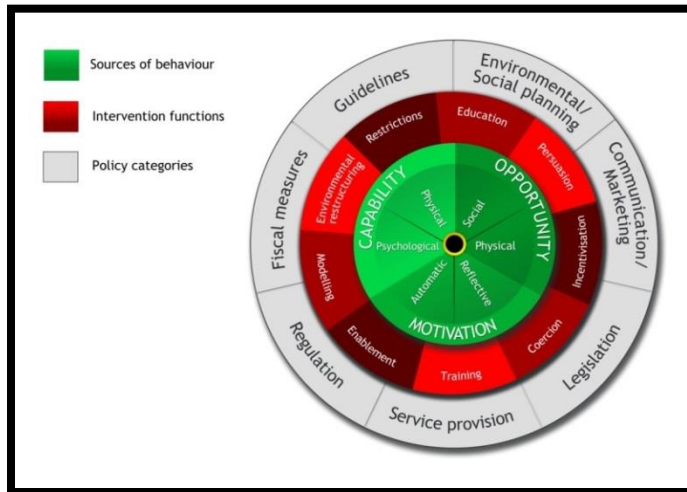 Sources of behaviour
Intervention functions
Policy categories
Guidelines
Environmental/
Social planning
Communication/
Marketing
Legislation
Service provision
Regulation
Fiscal measures
Restrictions
Education
Persuasion
Incentivisation
Coercion
Training
Enablement
Modelling
Environmental
restructuring
CAPABILITY
OPPORTUNITY
MOTIVATION
Physical
Social
Psychological
Physical
Automatic
Reflective